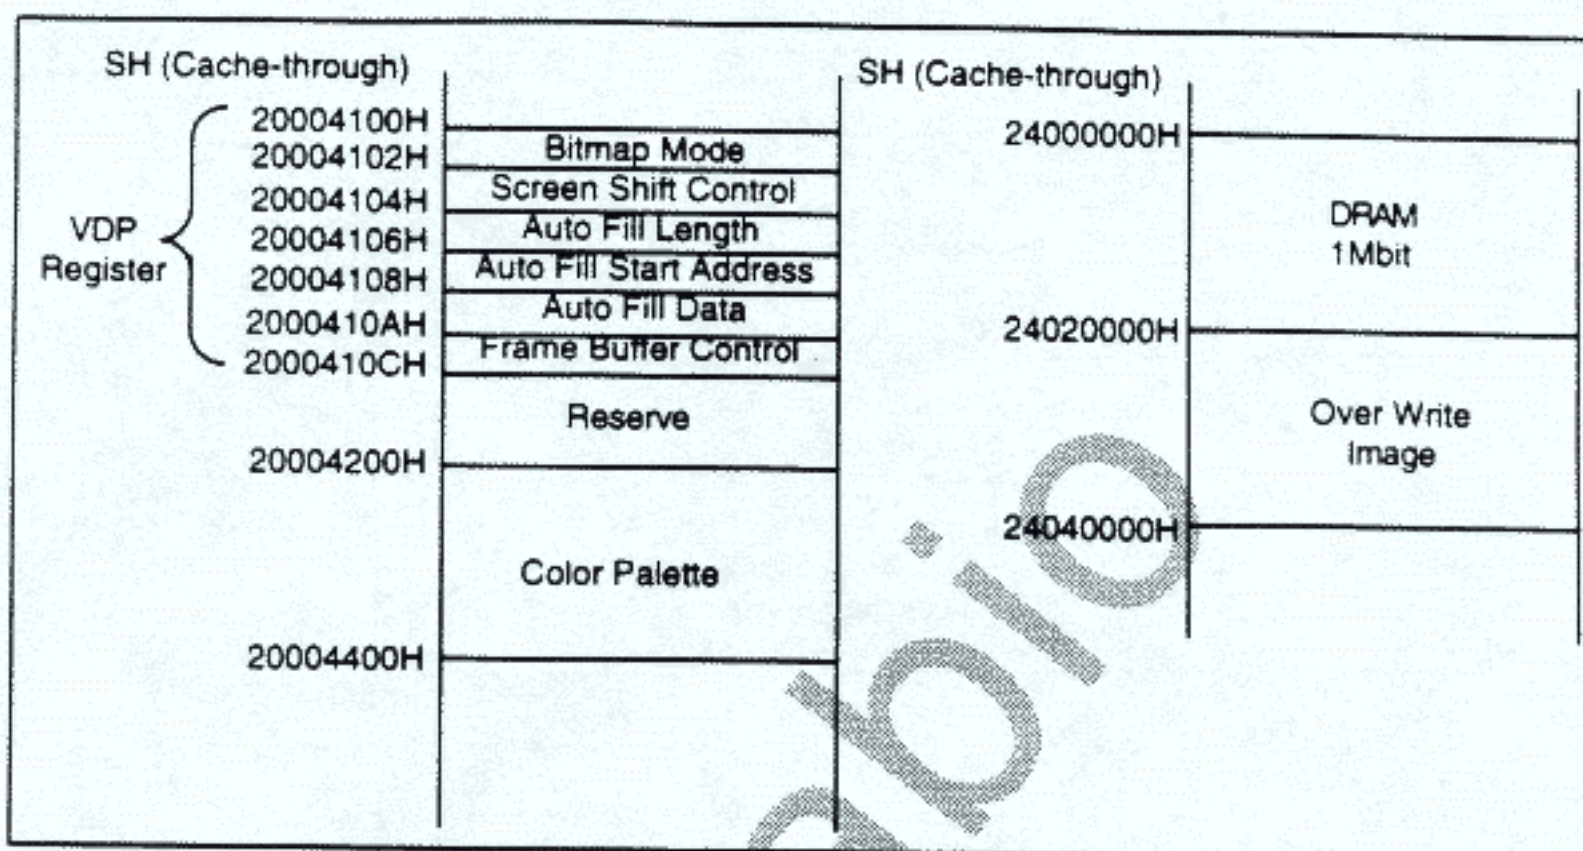 SH (Cache-through)
20004100H
Bitmap Mode
20004102H
Screen Shift Control
20004104H
Auto Fill Length
20004106H
Auto Fill Start Address
20004108H
Auto Fill Data
2000410AH
Frame Buffer Control
2000410CH
VDP
Register
Reserve
20004200H
Color Palette
20004400H
SH (Cache-through)
24000000H
DRAM
1Mbit
24020000H
Over Write
Image
24040000H